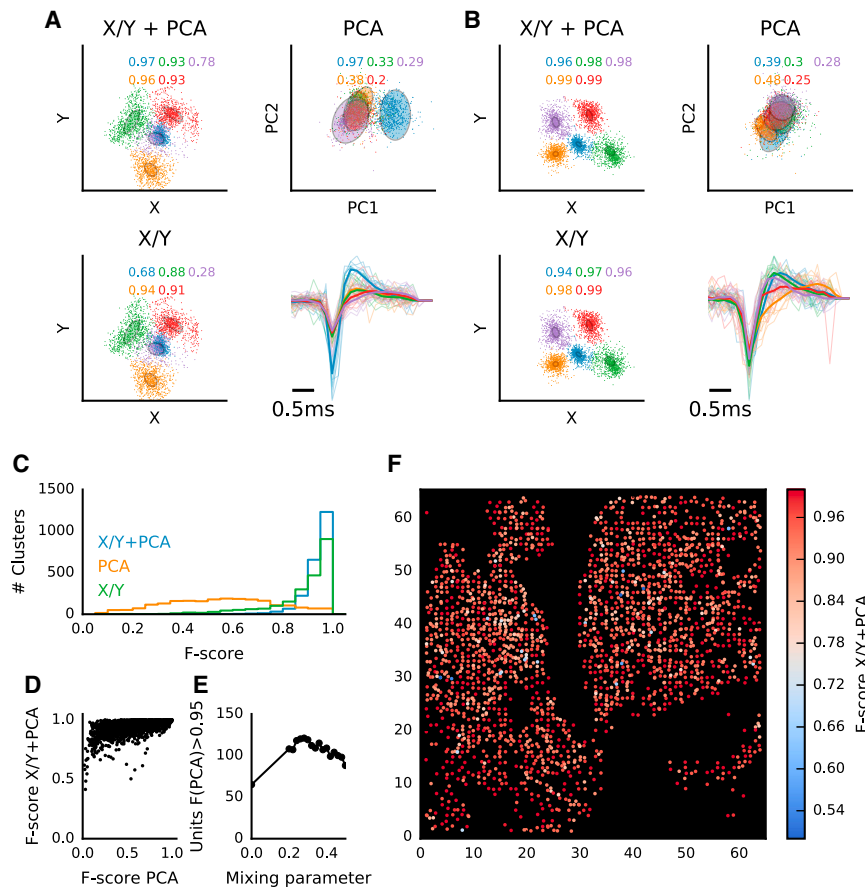 A
X/Y + PCA
0.97 0.93 0.78
0.96 0.93
Y
X
PCA
0.97 0.33 0.29
0.38 0.2
PC2
PC1
X/Y
0.68 0.88 0.28
0.94 0.91
Y
X
0.5ms
B
X/Y + PCA
0.96 0.98 0.98
0.99 0.99
Y
X
PCA
0.39 0.3 0.28
0.48 0.25
PC2
PC1
X/Y
0.94 0.97 0.96
0.98 0.99
Y
X
0.5ms
C
1500
1000
500
0
# Clusters
X/Y+PCA
PCA
X/Y
0.0 0.2 0.4 0.6 0.8 1.0
F-score
D
1.0
0.5
0.0
F-score X/Y+PCA
0.0 0.5 1.0
F-score PCA
E
150
100
50
0
Units F(PCA)>0.95
0.0 0.2 0.4
Mixing parameter
F
60
50
40
30
20
10
0
0 10 20 30 40 50 60
0.96
0.90
0.84
0.78
0.72
0.66
0.60
0.54
F-score X/Y+PCA